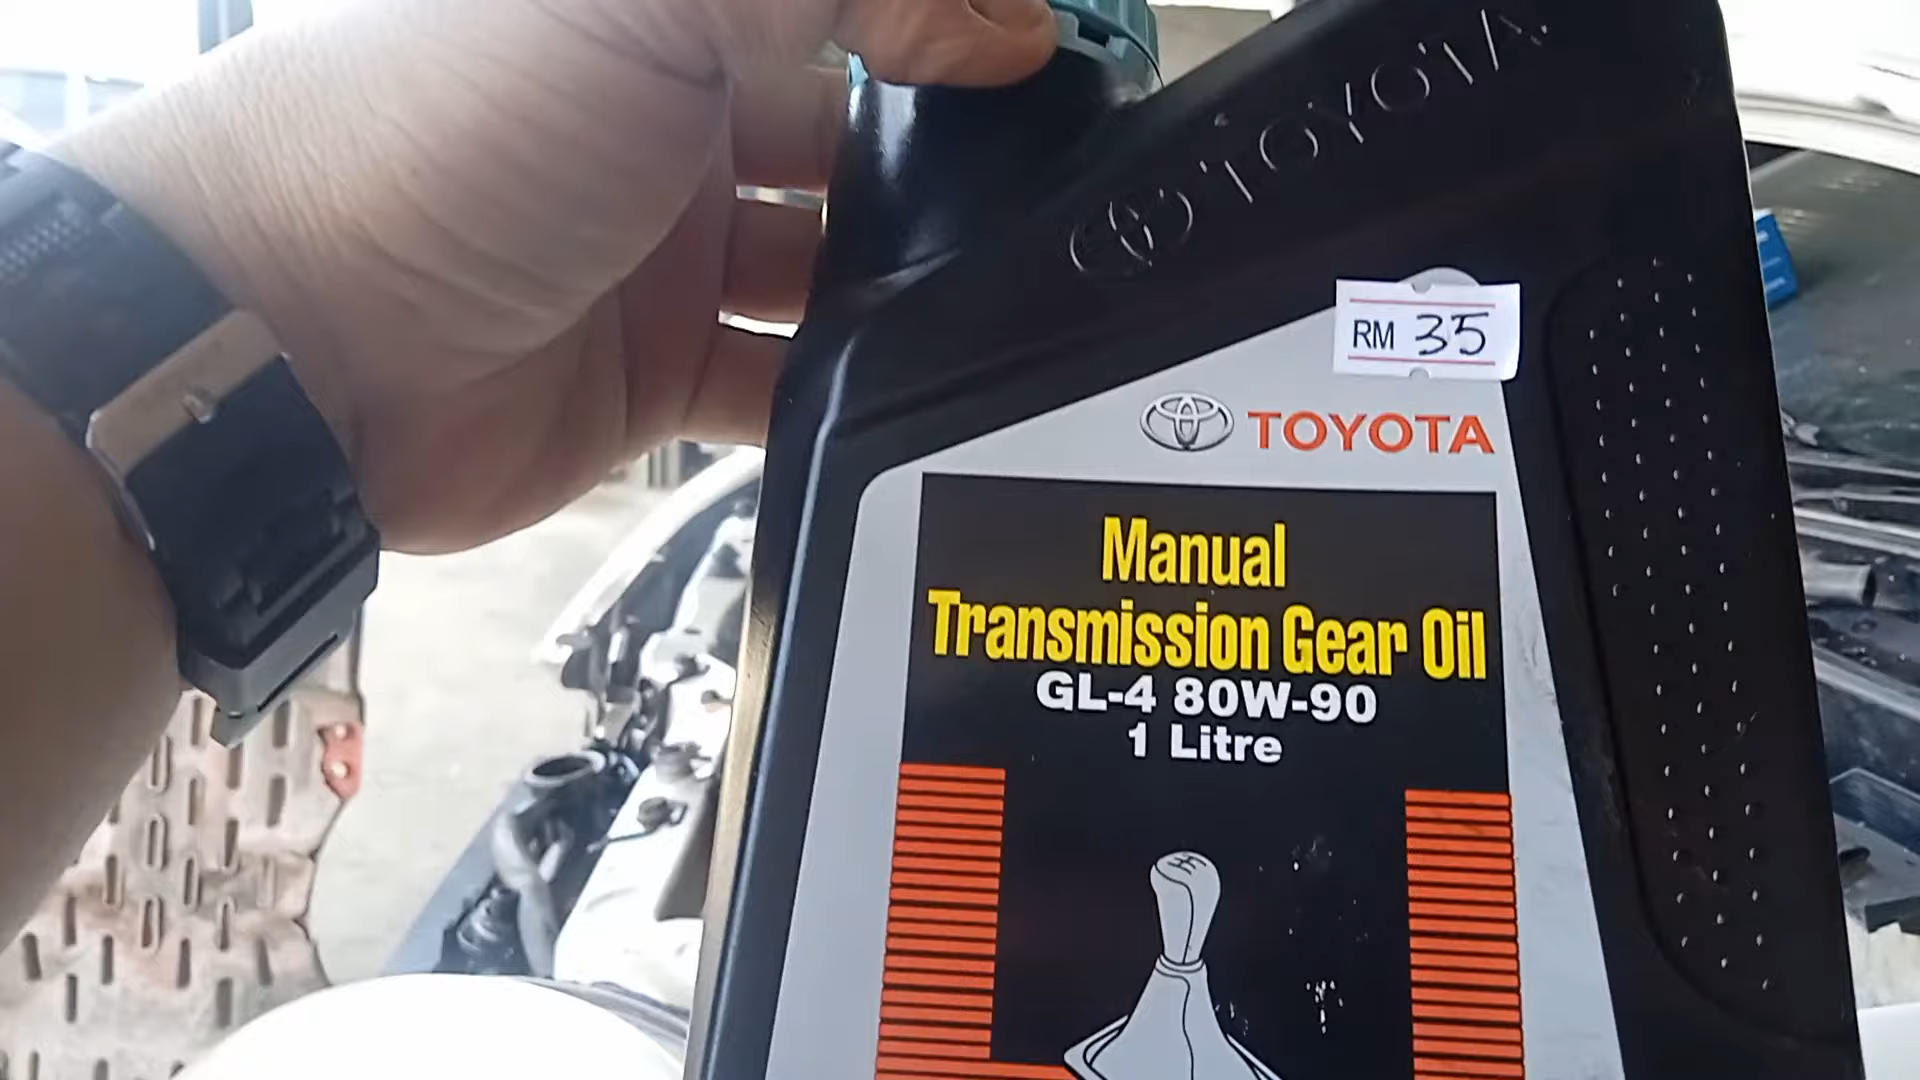 TOYOTA
RM 35
TOYOTA
Manual
Transmission Gear Oil
GL-4 80W-90
1 Litre